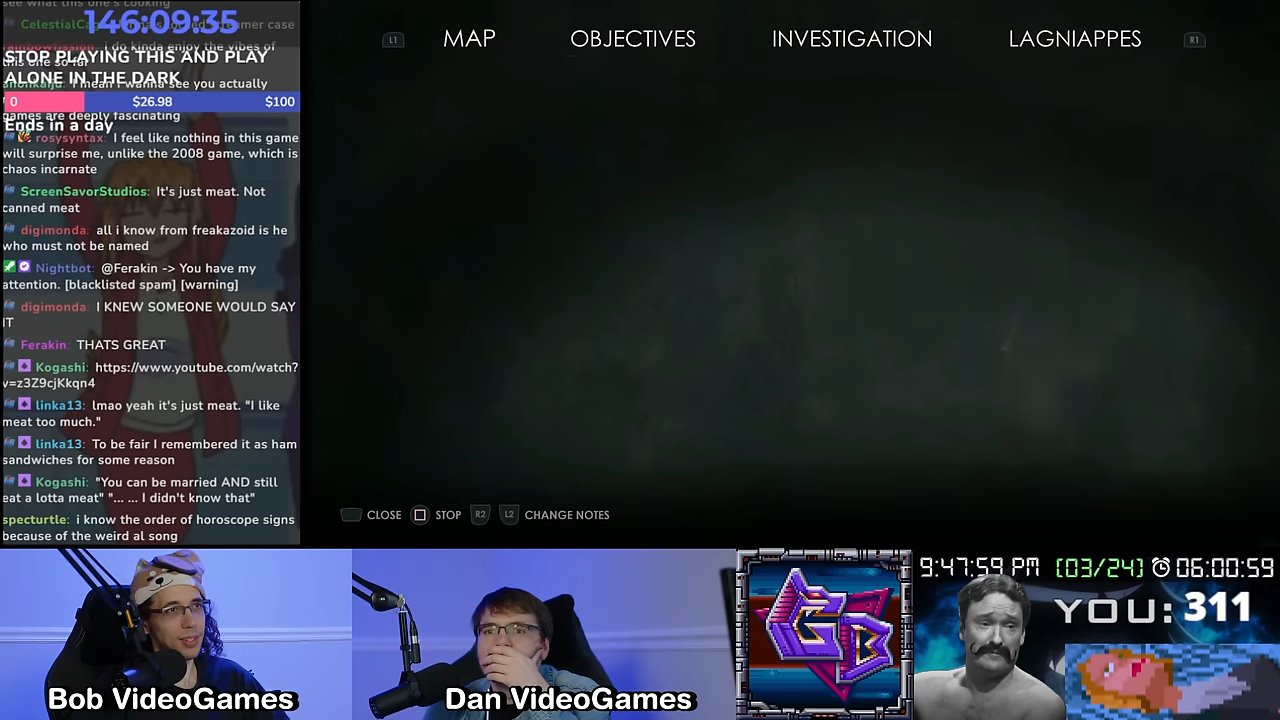 see what this one's cooking
146:09:35
STOP PLAYING THIS AND PLAY
ALONE IN THE DARK
i do kinda enjoy the vibes of
this one so far
i mean i wanna see you actually
0 $26.98 $100
games are deeply fascinating
Ends in a day
rosysyntax: I feel like nothing in this game
will surprise me, unlike the 2008 game, which is
chaos incarnate
ScreenSavorStudios: It's just meat. Not
canned meat
digimonda: all i know from freakazoid is he
who must not be named
Nightbot: @Ferakin -> You have my
attention. [blacklisted spam] [warning]
digimonda: I KNEW SOMEONE WOULD SAY
IT
Ferakin: THATS GREAT
Kogashi: https://www.youtube.com/watch?
v=z3Z9cjKkqn4
linka13: lmao yeah it's just meat. "I like
meat too much."
linka13: To be fair I remembered it as ham
sandwiches for some reason
Kogashi: "You can be married AND still
eat a lotta meat" "... ... I didn't know that"
specturtle: i know the order of horoscope signs
because of the weird al song
L1 MAP OBJECTIVES INVESTIGATION LAGNIAPPES R1
CLOSE STOP R2 L2 CHANGE NOTES
Bob VideoGames
Dan VideoGames
GB
9:47:59 PM [03/24] 06:00:59
YOU: 311